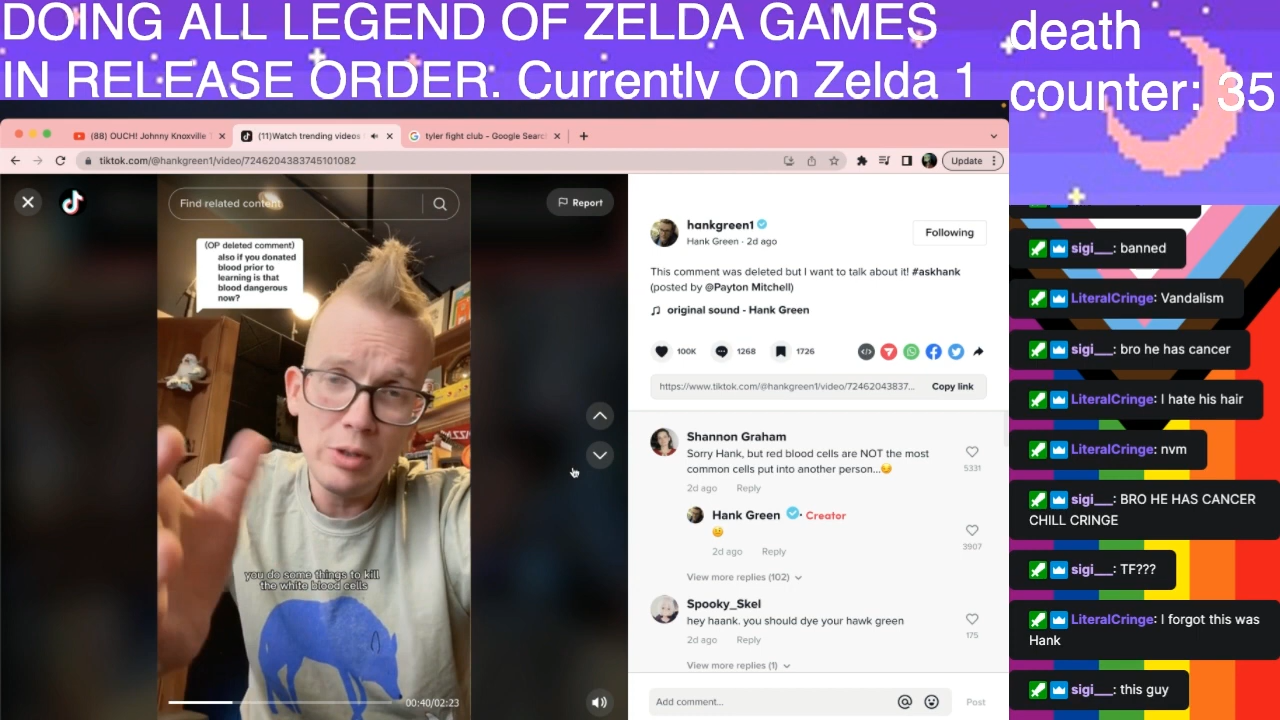 DOING ALL LEGEND OF ZELDA GAMES
IN RELEASE ORDER. Currently On Zelda 1
death
counter: 35
(88) OUCH! Johnny Knoxville
(11)Watch trending videos
tyler fight club - Google Searc
tiktok.com/@hankgreen1/video/7246204383745101082
Update
Find related content
Report
(OP deleted comment)
also if you donated
blood prior to
learning is that
blood dangerous
now?
you do some things to kill
the white blood cells
00:40/02:23
hankgreen1
Hank Green · 2d ago
Following
This comment was deleted but I want to talk about it! #askhank
(posted by @Payton Mitchell)
original sound - Hank Green
100K
1268
1726
https://www.tiktok.com/@hankgreen1/video/72462043837...
Copy link
Shannon Graham
Sorry Hank, but red blood cells are NOT the most
common cells put into another person...😏
5331
2d ago Reply
Hank Green · Creator
😊
3907
2d ago Reply
View more replies (102)
Spooky_Skel
hey haank. you should dye your hawk green
175
2d ago Reply
View more replies (1)
Add comment...
Post
sigi___: banned
LiteralCringe: Vandalism
sigi___: bro he has cancer
LiteralCringe: I hate his hair
LiteralCringe: nvm
sigi___: BRO HE HAS CANCER
CHILL CRINGE
sigi___: TF???
LiteralCringe: I forgot this was
Hank
sigi___: this guy